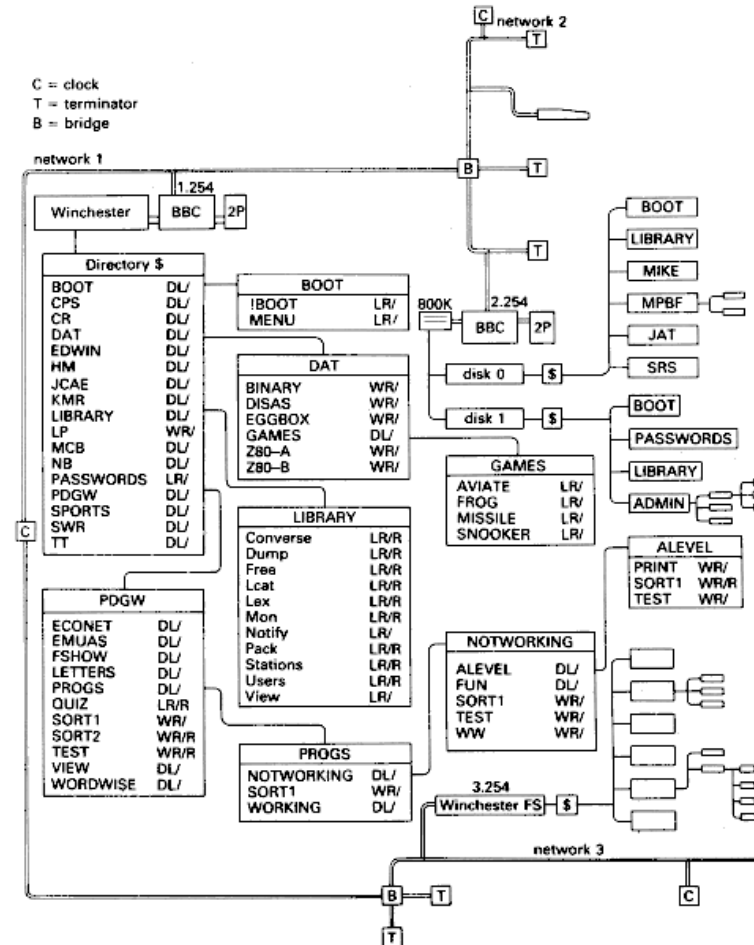 C
network 2
T
C = clock
T = terminator
B = bridge
network 1
B
T
1.254
Winchester
BBC
2P
T
Directory $
BOOT DL/
CPS DL/
CR DL/
DAT DL/
EDWIN DL/
HM DL/
JCAE DL/
KMR DL/
LIBRARY DL/
LP WR/
MCB DL/
NB DL/
PASSWORDS LR/
PDGW DL/
SPORTS DL/
SWR DL/
TT DL/
BOOT
!BOOT LR/
MENU LR/
800K
2.254
BBC
2P
BOOT
LIBRARY
MIKE
MPBF
JAT
SRS
disk 0
$
DAT
BINARY WR/
DISAS WR/
EGGBOX WR/
GAMES DL/
Z80–A WR/
Z80–B WR/
disk 1
$
BOOT
PASSWORDS
LIBRARY
ADMIN
GAMES
AVIATE LR/
FROG LR/
MISSILE LR/
SNOOKER LR/
C
LIBRARY
Converse LR/R
Dump LR/R
Free LR/R
Lcat LR/R
Lex LR/R
Mon LR/R
Notify LR/
Pack LR/R
Stations LR/R
Users LR/R
View LR/
ALEVEL
PRINT WR/
SORT1 WR/R
TEST WR/
PDGW
ECONET DL/
EMUAS DL/
FSHOW DL/
LETTERS DL/
PROGS DL/
QUIZ LR/R
SORT1 WR/
SORT2 WR/R
TEST WR/R
VIEW DL/
WORDWISE DL/
NOTWORKING
ALEVEL DL/
FUN DL/
SORT1 WR/
TEST WR/
WW WR/
PROGS
NOTWORKING DL/
SORT1 WR/
WORKING DL/
3.254
Winchester FS
$
network 3
B
T
C
T